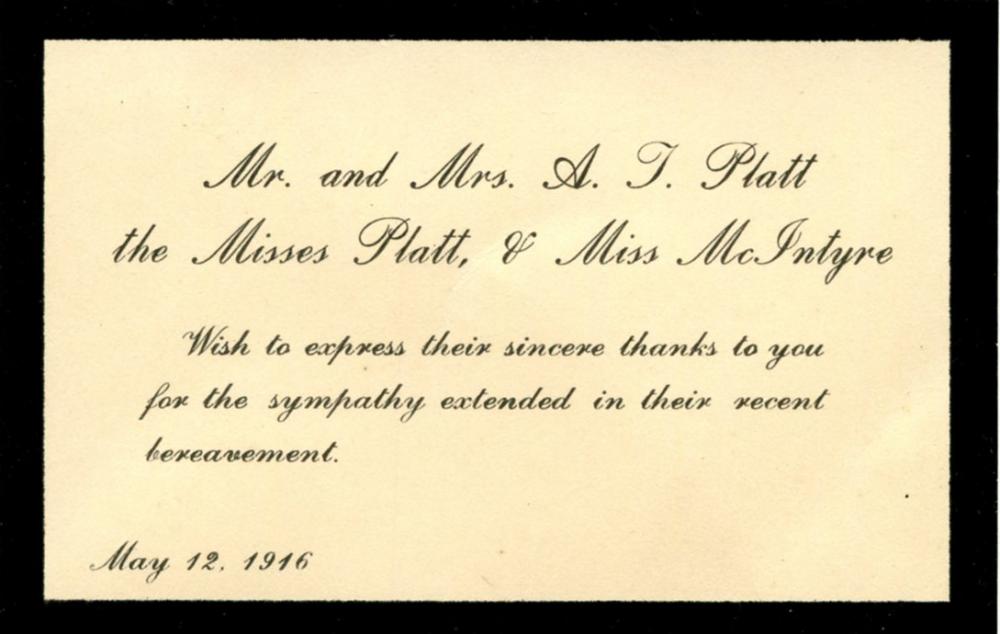 Mr. and Mrs. A. T. Platt
the Misses Platt, & Miss McIntyre
Wish to express their sincere thanks to you
for the sympathy extended in their recent
bereavement.
May 12, 1916